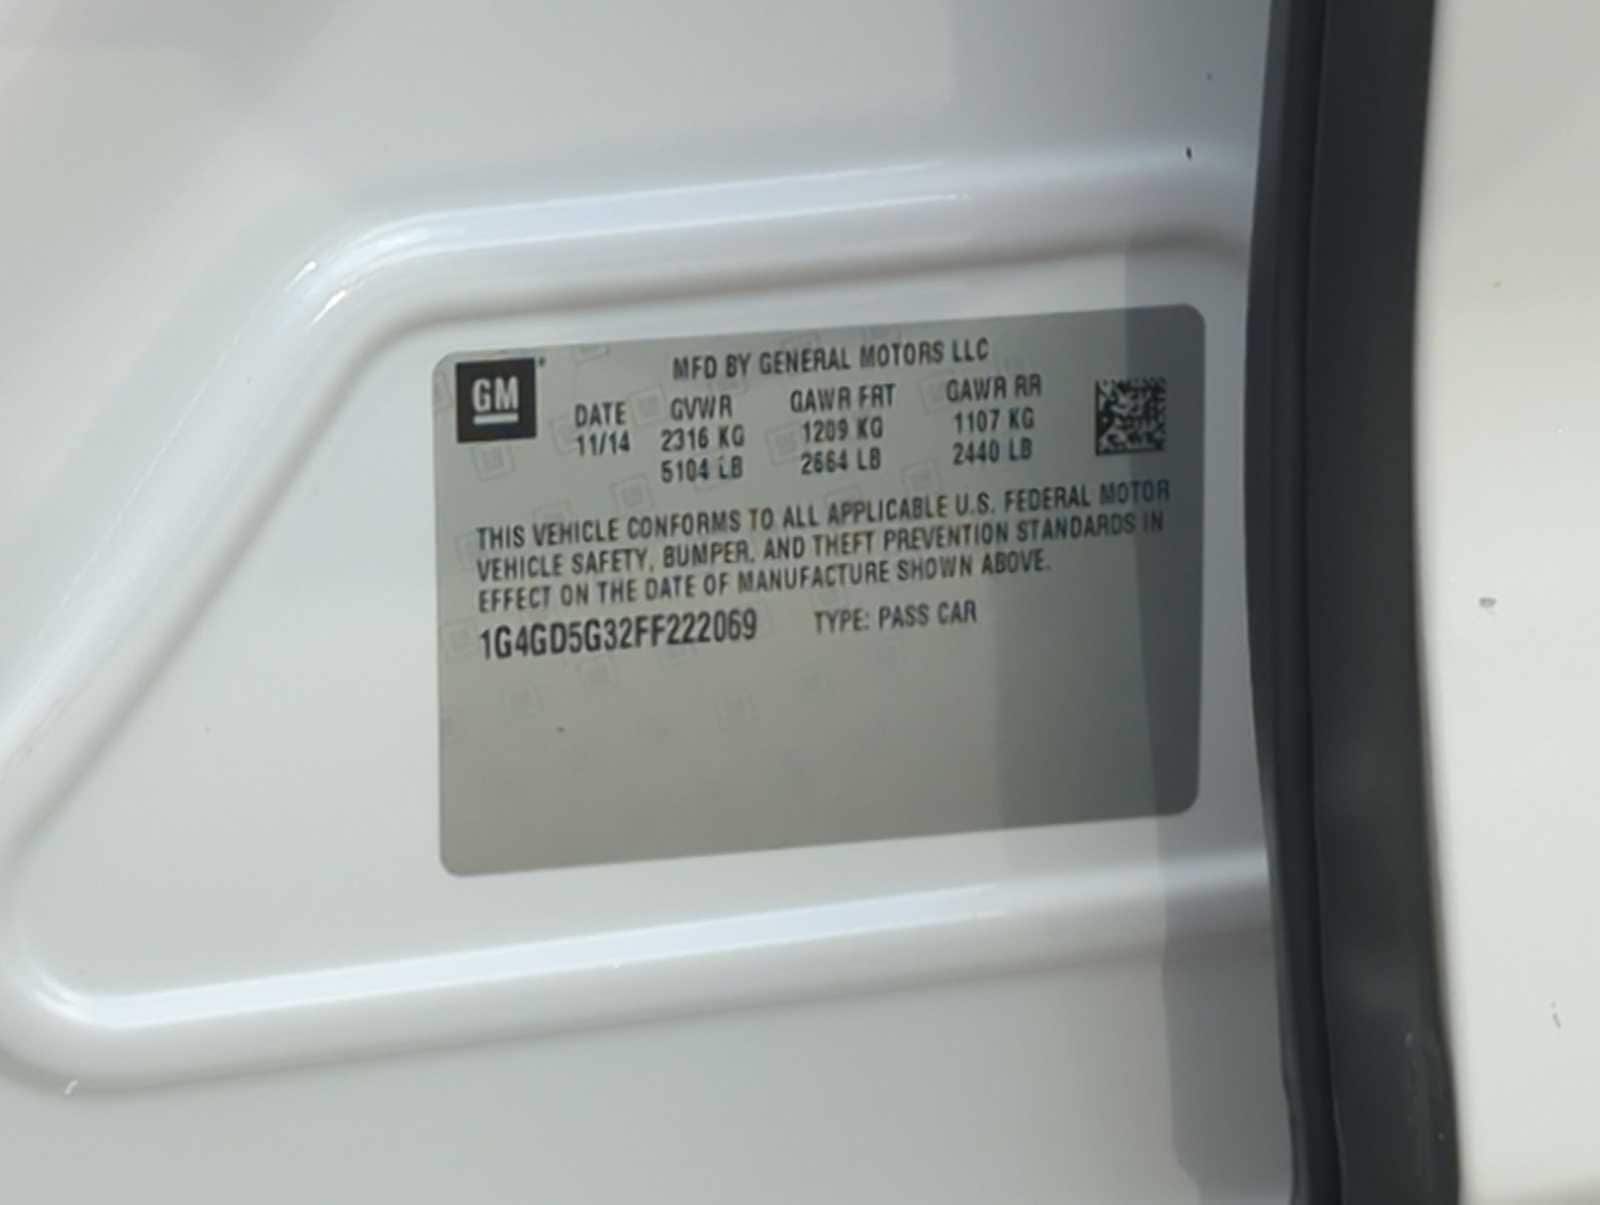 GM
MFD BY GENERAL MOTORS LLC
DATE GVWR GAWR FRT GAWR RR
11/14 2316 KG 1209 KG 1107 KG
5104 LB 2664 LB 2440 LB
THIS VEHICLE CONFORMS TO ALL APPLICABLE U.S. FEDERAL MOTOR
VEHICLE SAFETY, BUMPER, AND THEFT PREVENTION STANDARDS IN
EFFECT ON THE DATE OF MANUFACTURE SHOWN ABOVE.
1G4GD5G32FF222069 TYPE: PASS CAR